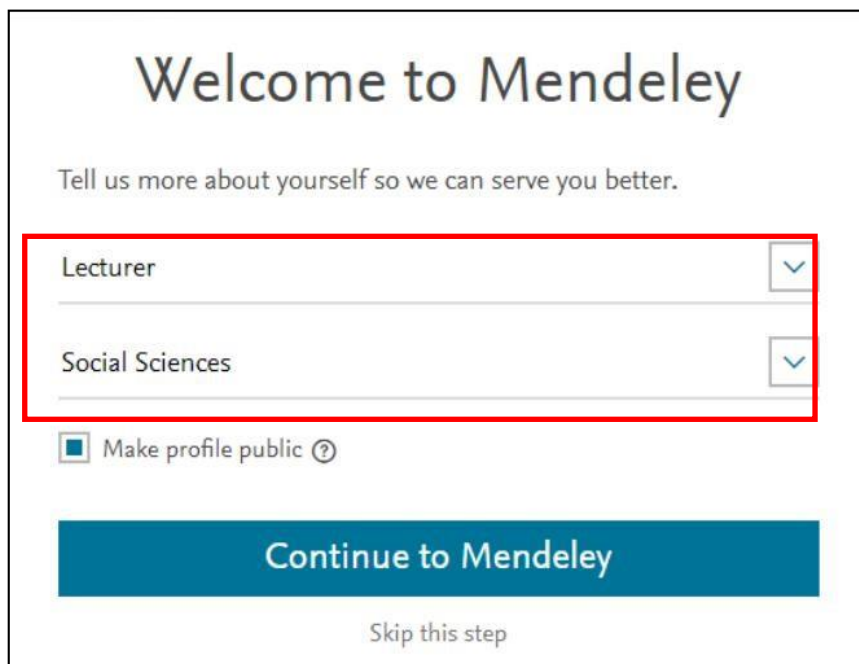 Welcome to Mendeley
Tell us more about yourself so we can serve you better.
Lecturer
Social Sciences
Make profile public ?
Continue to Mendeley
Skip this step